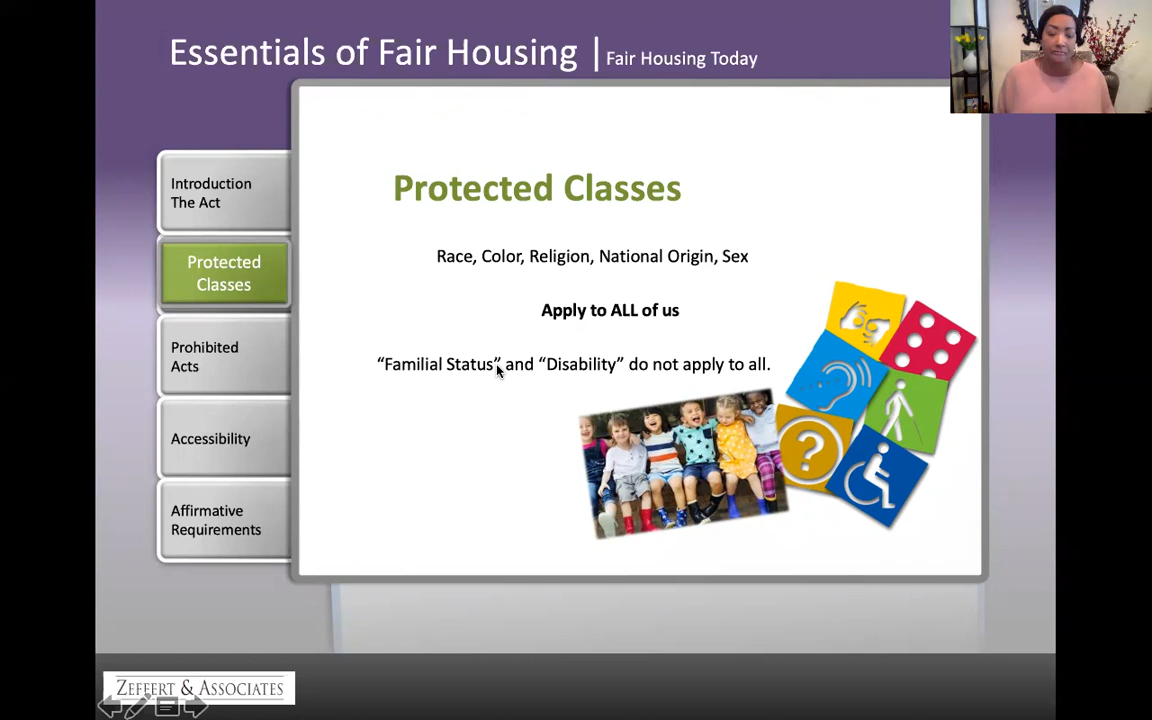 Essentials of Fair Housing | Fair Housing Today
Introduction
The Act
Protected
Classes
Prohibited
Acts
Accessibility
Affirmative
Requirements
Protected Classes
Race, Color, Religion, National Origin, Sex
Apply to ALL of us
“Familial Status” and “Disability” do not apply to all.
?
ZEFFERT & ASSOCIATES